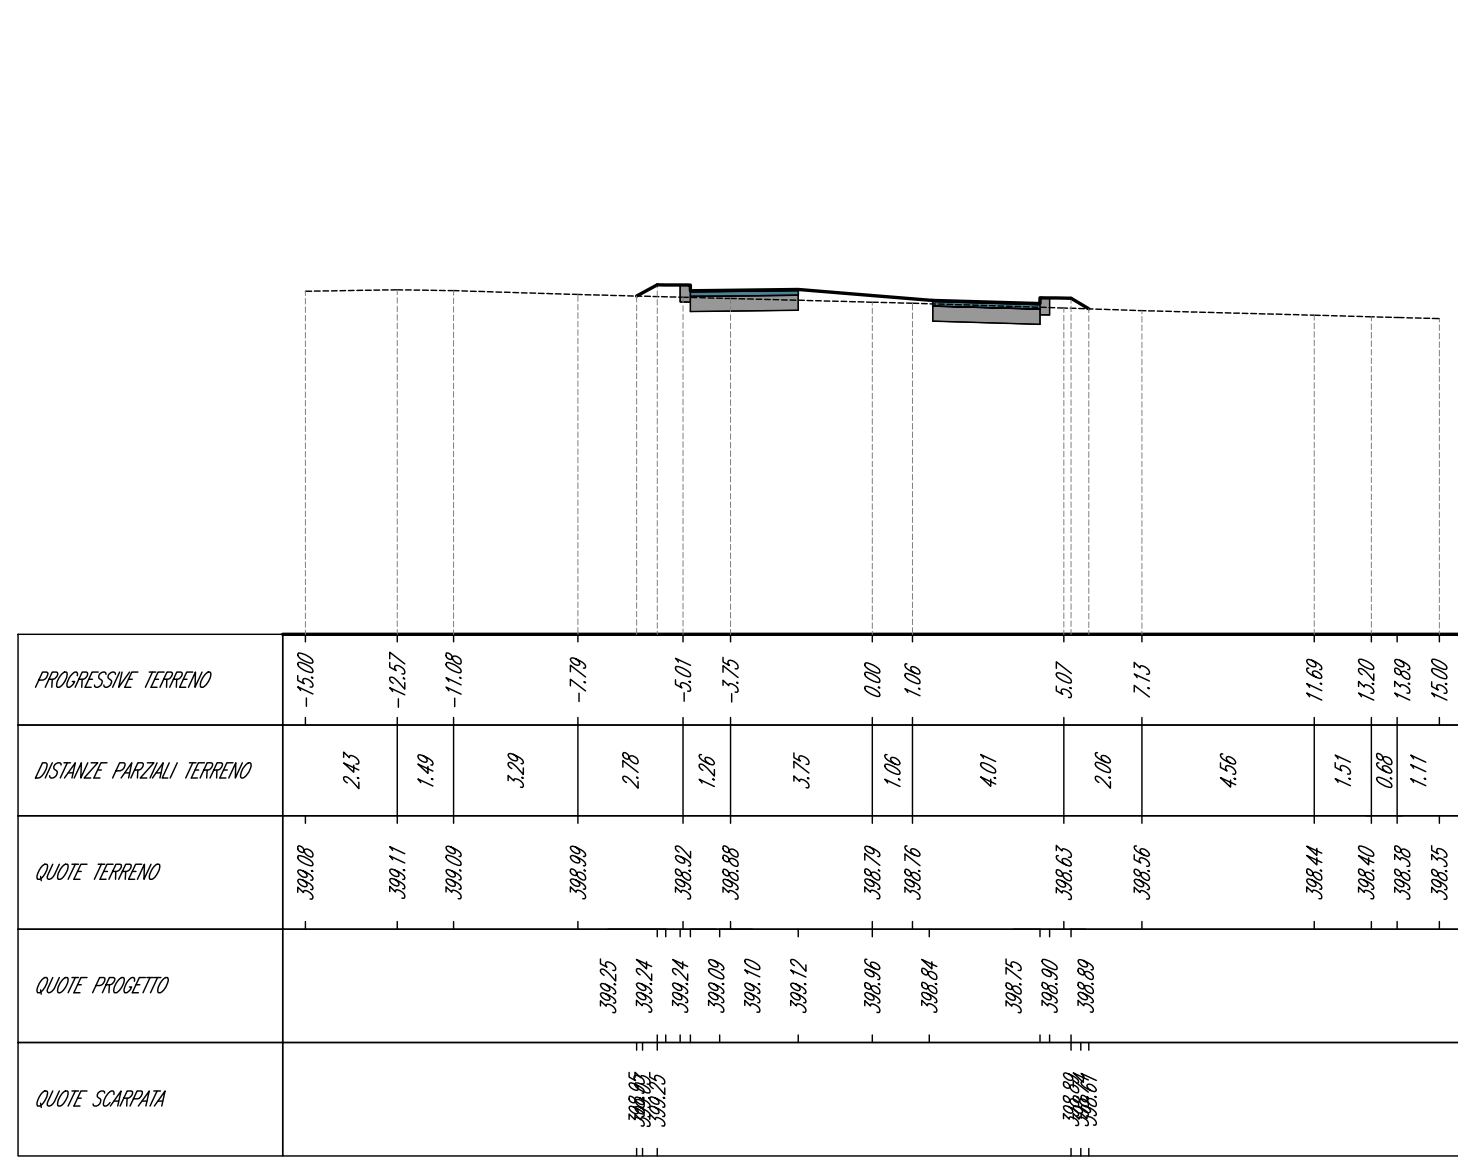 PROGRESSIVE TERRENO -15.00 -12.57 -11.08 -7.79 -5.01 -3.75 0.00 1.06 5.07 7.13 11.69 13.20 13.89 15.00
DISTANZE PARZIALI TERRENO 2.43 1.49 3.29 2.78 1.26 3.75 1.06 4.01 2.06 4.56 1.51 0.68 1.11
QUOTE TERRENO 399.08 399.11 399.09 398.99 398.92 398.88 398.79 398.76 398.63 398.56 398.44 398.40 398.38 398.35
QUOTE PROGETTO 399.25 399.24 399.24 399.09 399.10 399.12 398.96 398.84 398.75 398.90 398.89
QUOTE SCARPATA 398.95 399.25 398.89 398.61